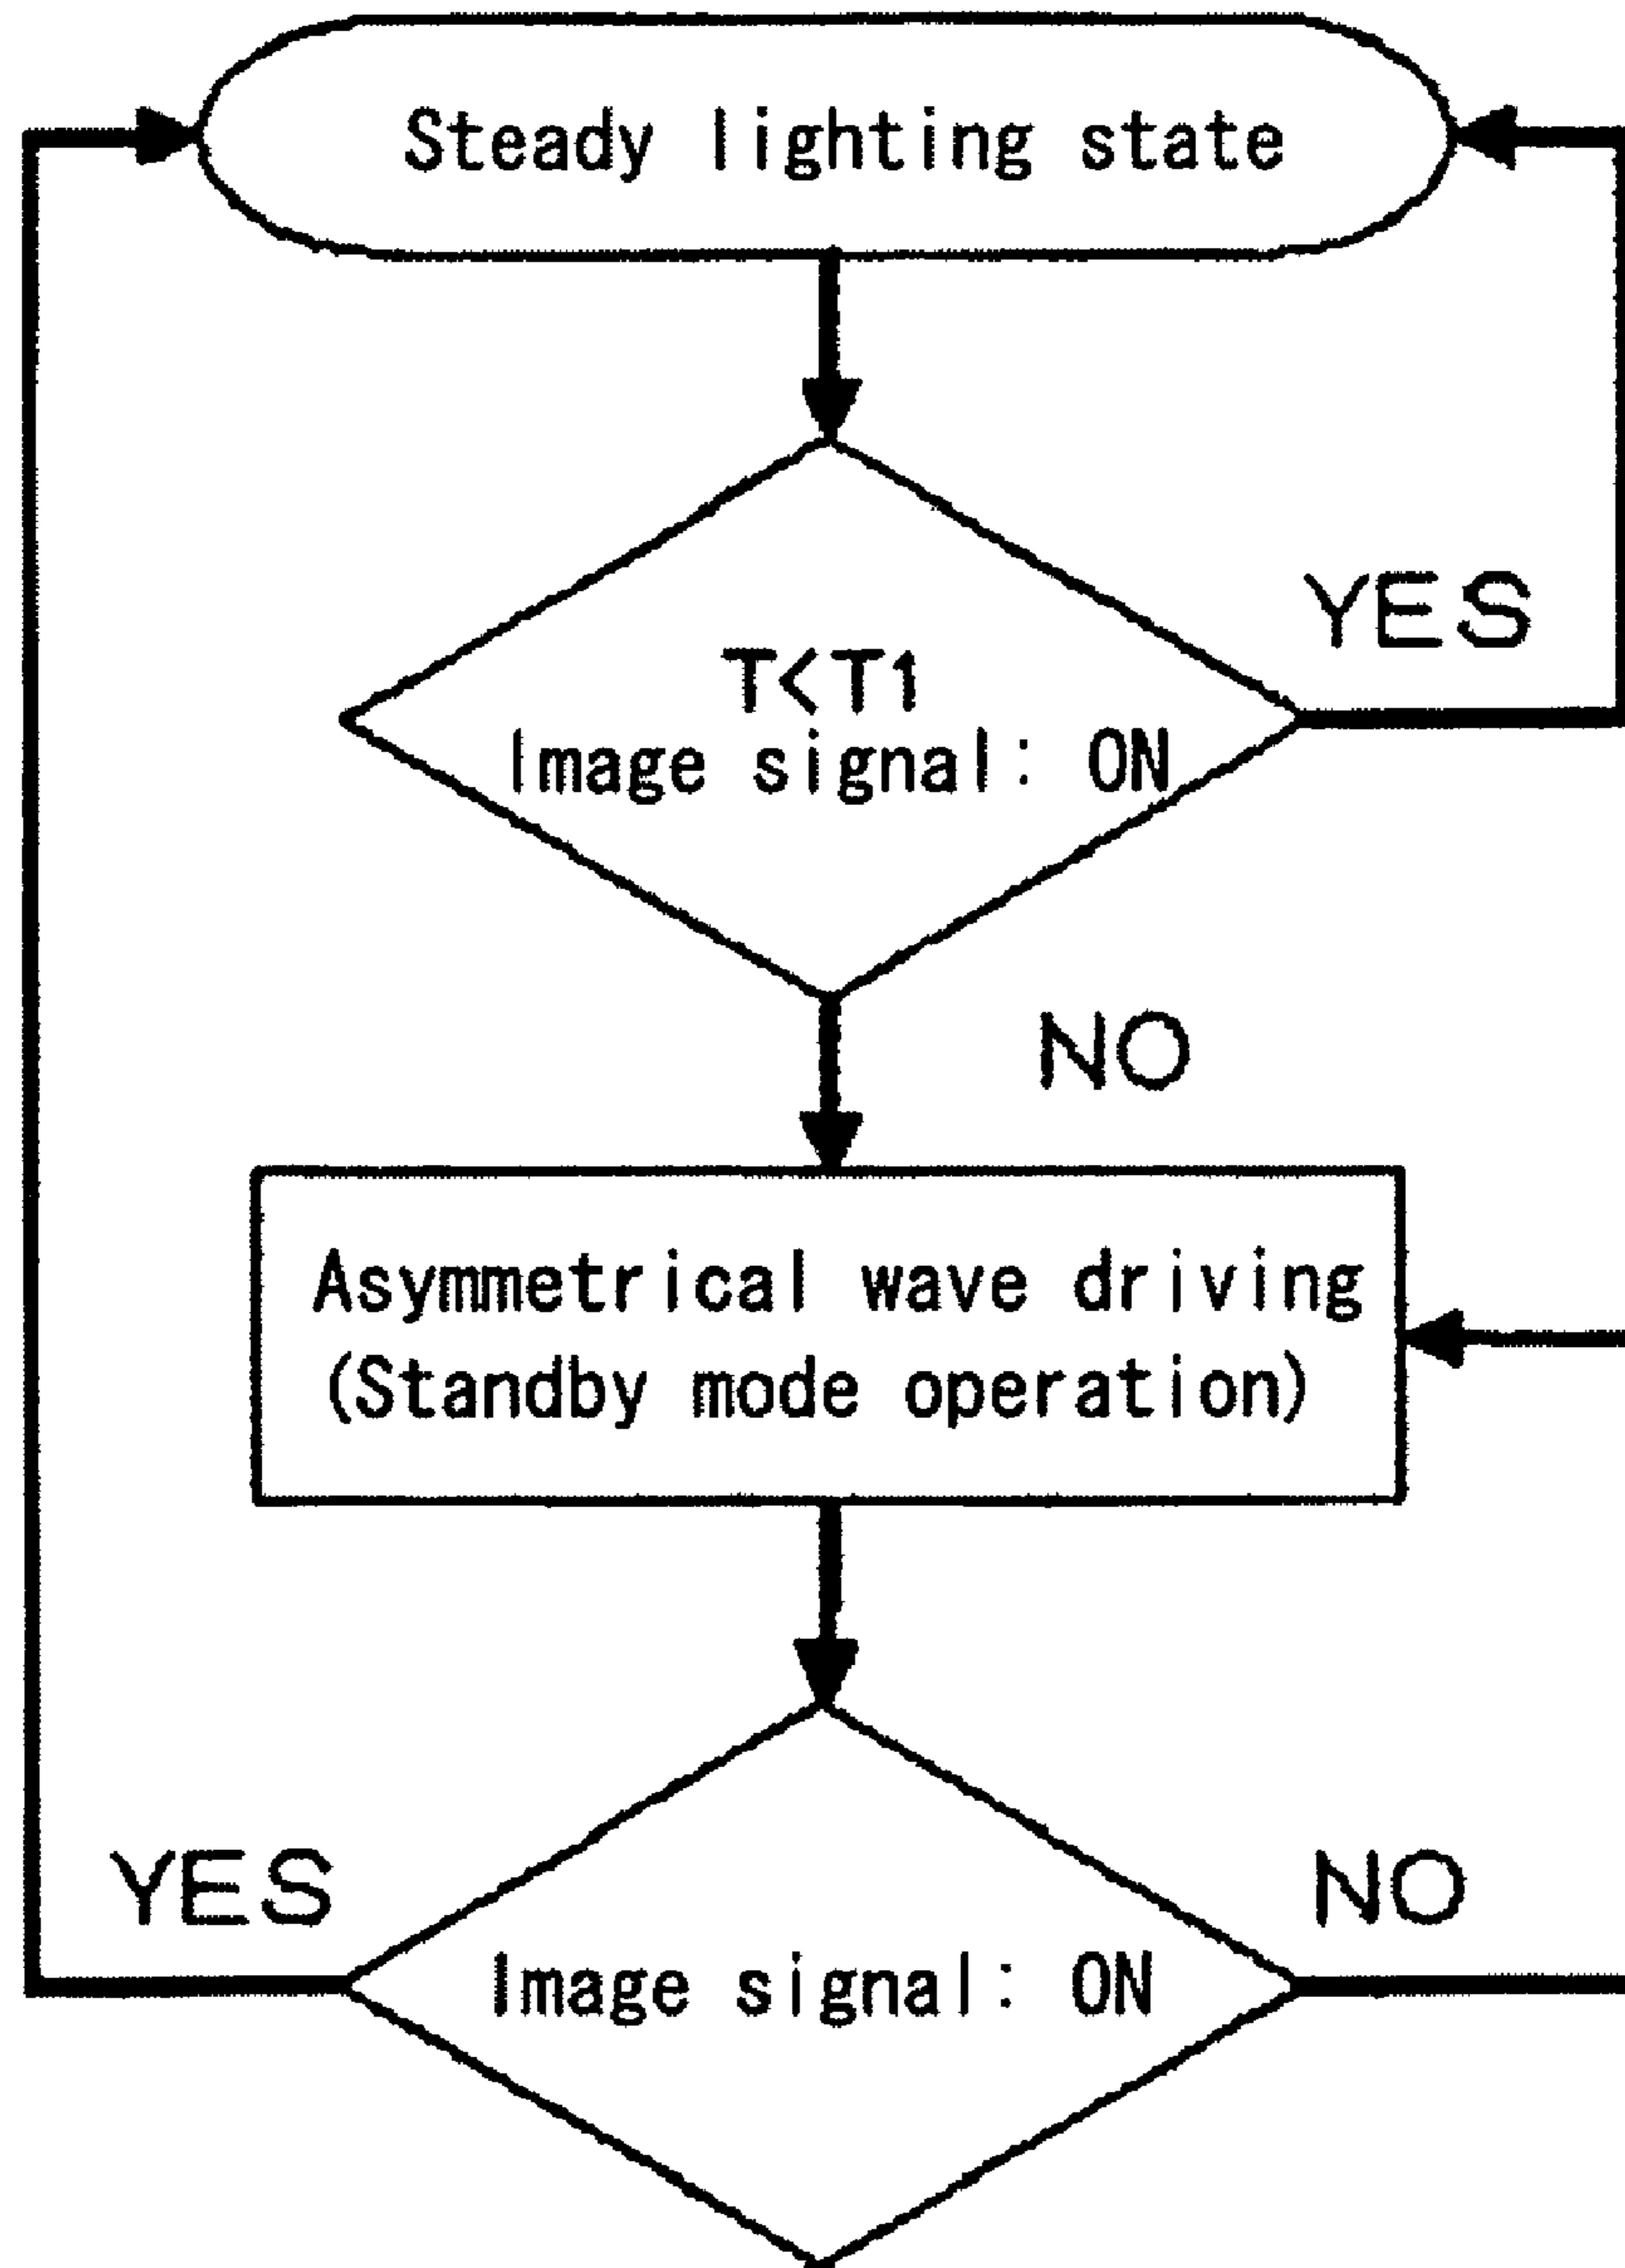 Steady lighting state
YES
T<T1
Image signal: ON
NO
Asymmetrical wave driving
(Standby mode operation)
YES
NO
Image signal: ON